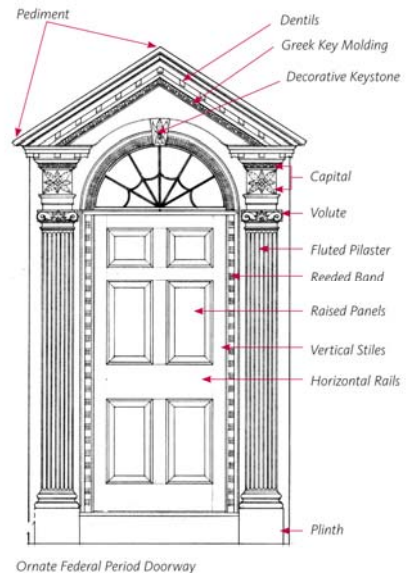 Pediment
Dentils
Greek Key Molding
Decorative Keystone
Capital
Volute
Fluted Pilaster
Reeded Band
Raised Panels
Vertical Stiles
Horizontal Rails
Plinth
Ornate Federal Period Doorway